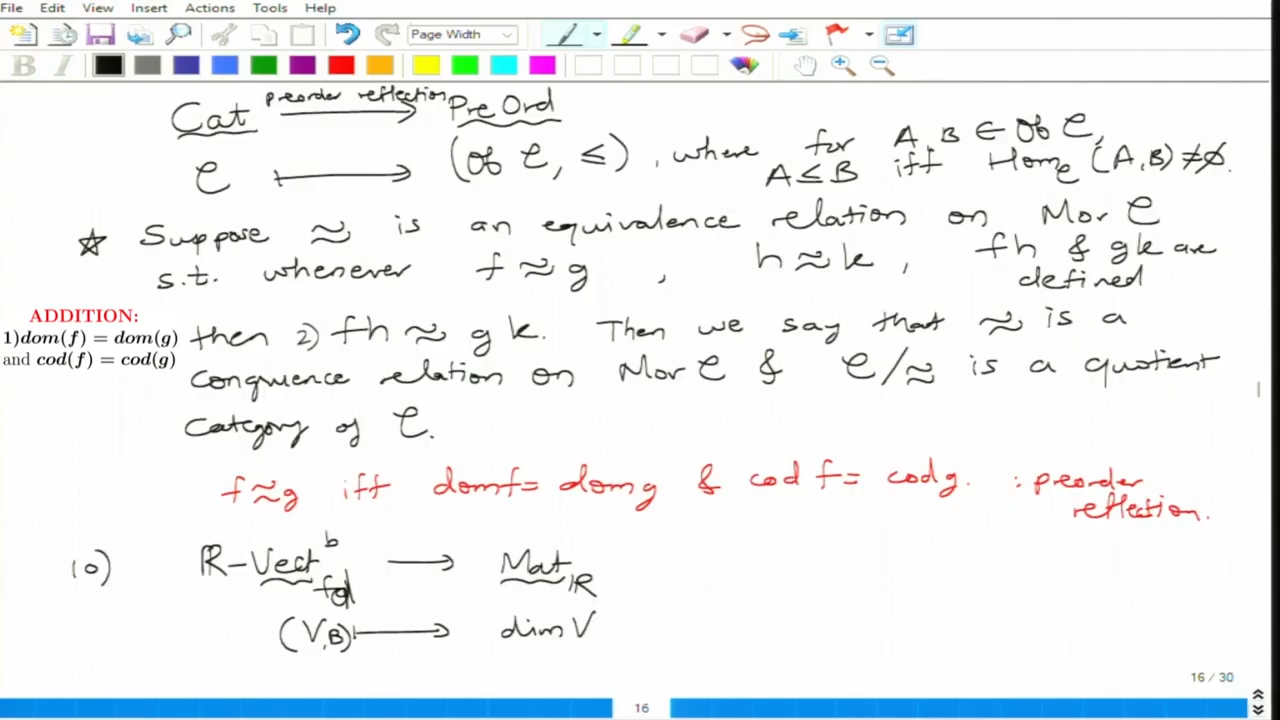 File Edit View Insert Actions Tools Help
Page Width
B I
Cat preorder reflection⟶ PreOrd
𝒞 ⟼ (Ob 𝒞, ≤), where for A, B ∈ Ob 𝒞,
A ≤ B iff Hom_𝒞 (A, B) ≠ ∅.
☆ Suppose ≈ is an equivalence relation on Mor 𝒞
s.t. whenever f ≈ g, h ≈ k, fh & gk are
defined
ADDITION:
1)dom(f) = dom(g)
and cod(f) = cod(g)
then 2) fh ≈ gk. Then we say that ≈ is a
congruence relation on Mor 𝒞 & 𝒞/≈ is a quotient
category of 𝒞.
f ≈ g iff domf = domg & cod f = codg. : preorder
reflection.
10) R-Vect^b_fd ⟶ Mat_R
(V,B) ⟼ dim V
16 / 30
16